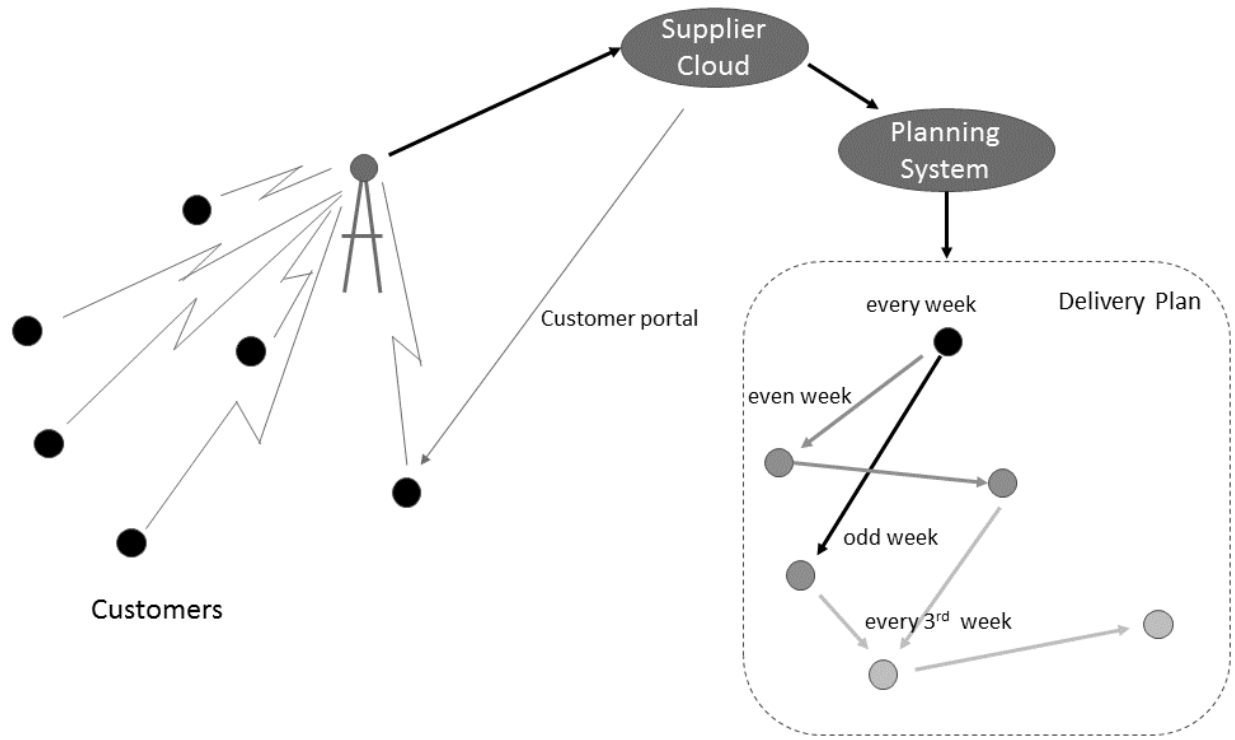 Supplier
Cloud
Planning
System
Customer portal
Customers
Delivery Plan
every week
even week
odd week
every 3rd week